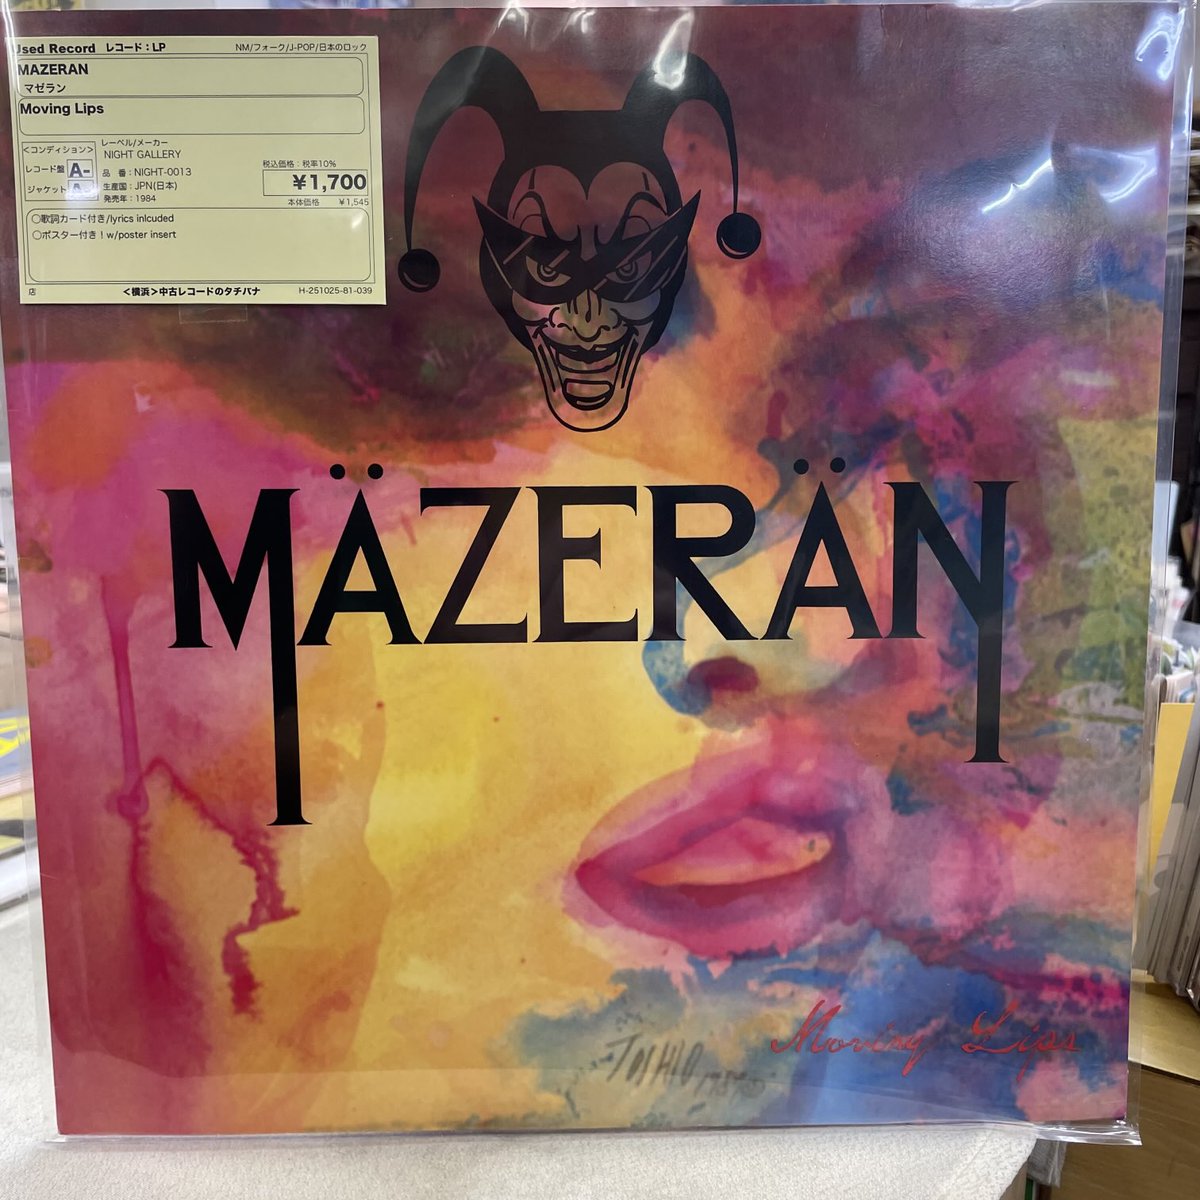 Used Record レコード：LP NM/フォーク/J-POP/日本のロック
MAZERAN
マゼラン
Moving Lips
<コンディション>
レコード盤 A-
ジャケット
レーベル/メーカー
NIGHT GALLERY
品 番：NIGHT-0013
生産国：JPN(日本)
発売年：1984
税込価格：税率10%
¥1,700
本体価格 ¥1,545
○歌詞カード付き/lyrics inlcuded
○ポスター付き！w/poster insert
店 <横浜>中古レコードのタチバナ H-251025-81-039
MÄZERÄN
Moving Lips
TOSHIO